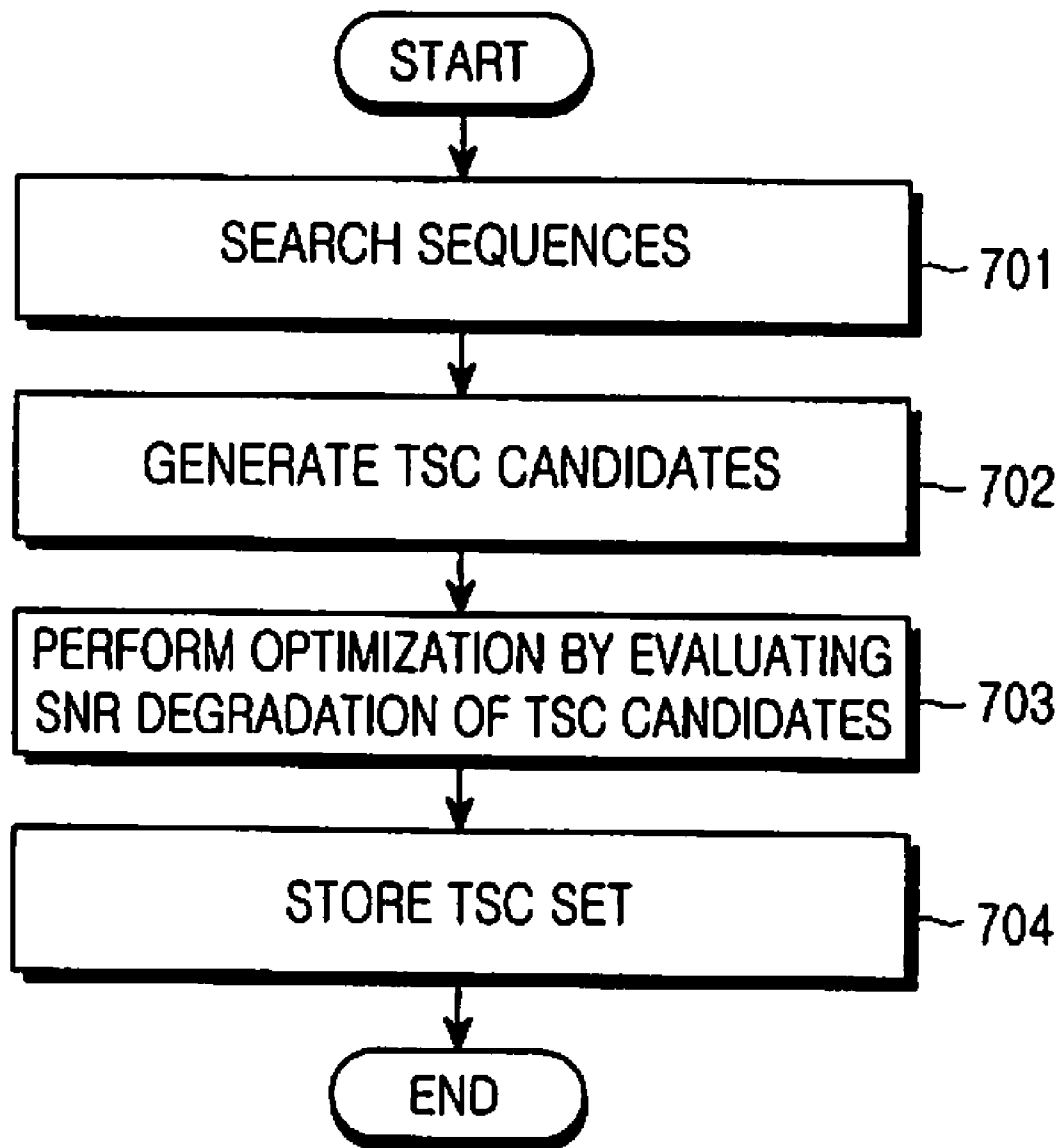 START
SEARCH SEQUENCES
701
GENERATE TSC CANDIDATES
702
PERFORM OPTIMIZATION BY EVALUATING
SNR DEGRADATION OF TSC CANDIDATES
703
STORE TSC SET
704
END